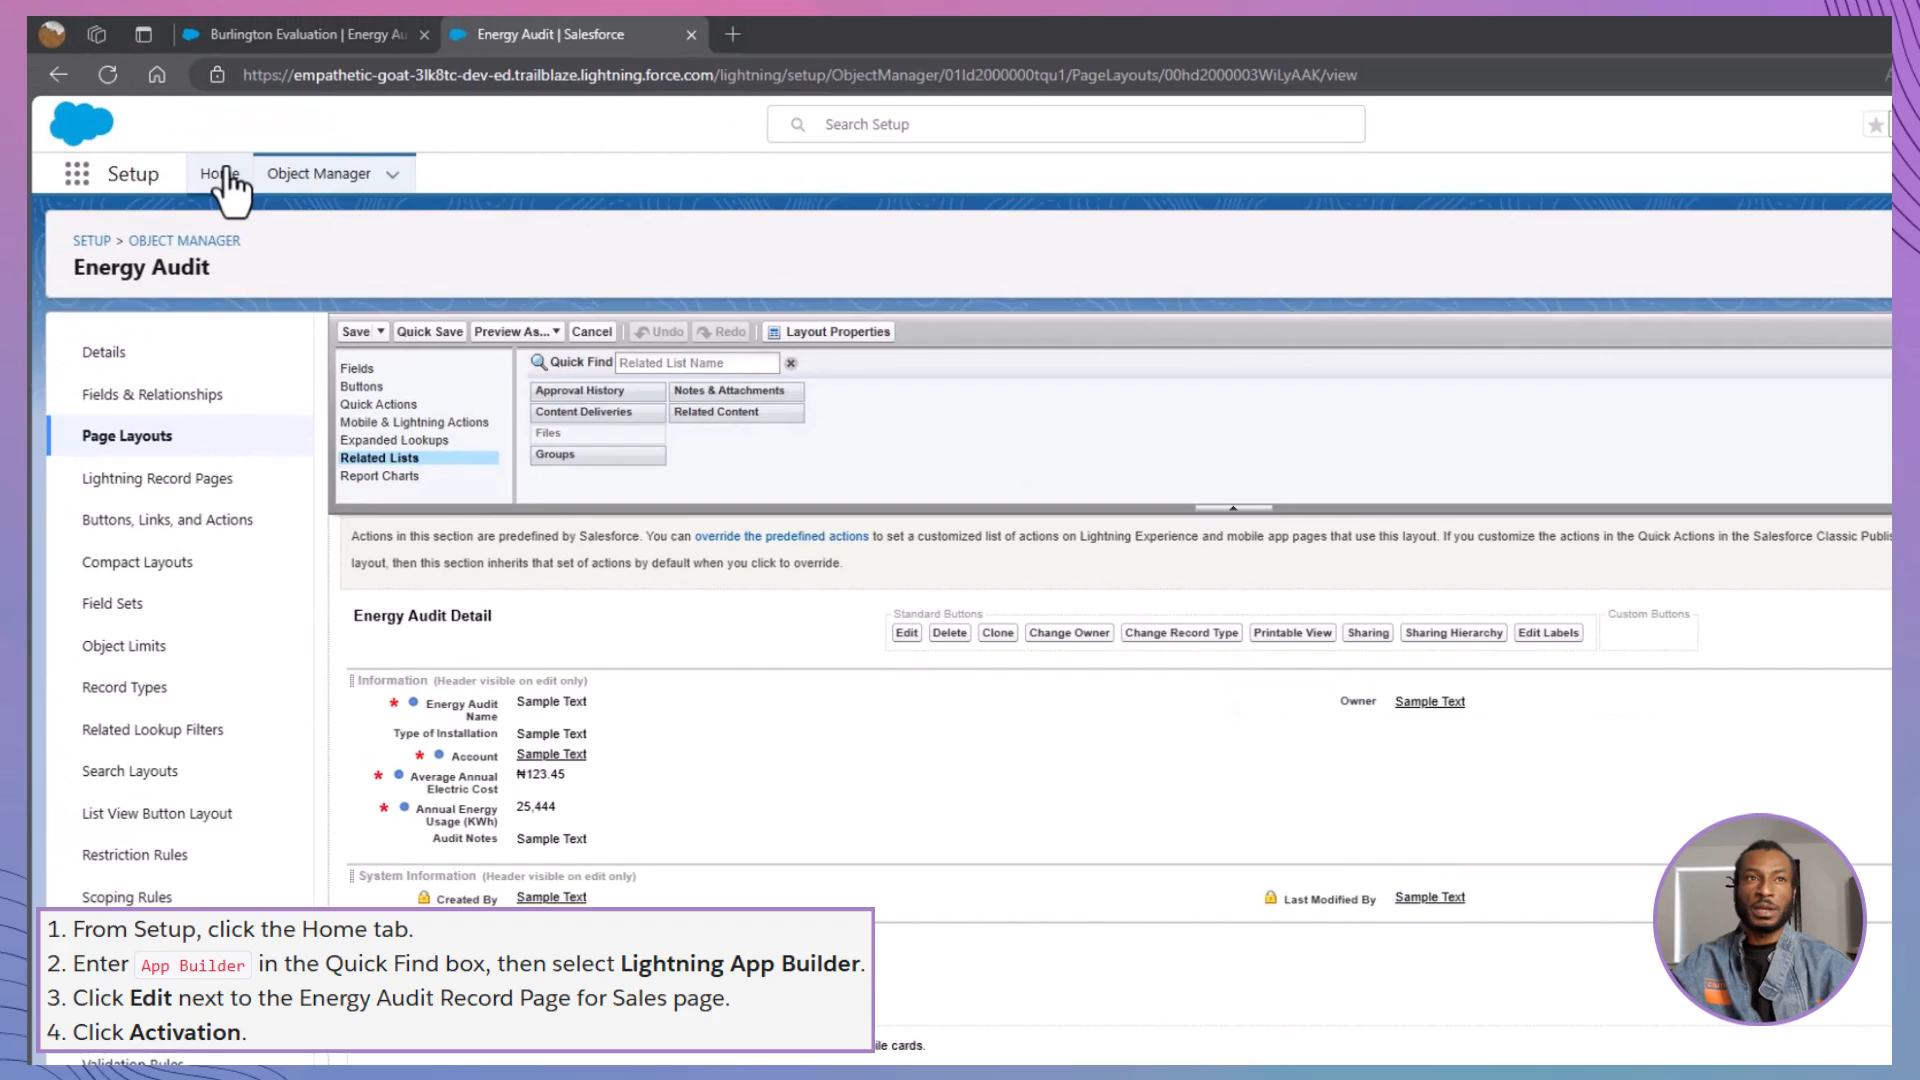 Burlington Evaluation | Energy Au
Energy Audit | Salesforce
https://empathetic-goat-3lk8tc-dev-ed.trailblaze.lightning.force.com/lightning/setup/ObjectManager/01Id2000000tqu1/PageLayouts/00hd2000003WiLyAAK/view
Search Setup
Setup
Home
Object Manager
SETUP > OBJECT MANAGER
Energy Audit
Details
Fields & Relationships
Page Layouts
Lightning Record Pages
Buttons, Links, and Actions
Compact Layouts
Field Sets
Object Limits
Record Types
Related Lookup Filters
Search Layouts
List View Button Layout
Restriction Rules
Scoping Rules
Validation Rules
Save
Quick Save
Preview As...
Cancel
Undo
Redo
Layout Properties
Fields
Buttons
Quick Actions
Mobile & Lightning Actions
Expanded Lookups
Related Lists
Report Charts
Quick Find
Related List Name
Approval History
Notes & Attachments
Content Deliveries
Related Content
Files
Groups
Actions in this section are predefined by Salesforce. You can override the predefined actions to set a customized list of actions on Lightning Experience and mobile app pages that use this layout. If you customize the actions in the Quick Actions in the Salesforce Classic Publis
layout, then this section inherits that set of actions by default when you click to override.
Energy Audit Detail
Standard Buttons
Edit
Delete
Clone
Change Owner
Change Record Type
Printable View
Sharing
Sharing Hierarchy
Edit Labels
Custom Buttons
Information (Header visible on edit only)
* Energy Audit Name
Sample Text
Owner
Sample Text
Type of Installation
Sample Text
* Account
Sample Text
* Average Annual Electric Cost
₦123.45
* Annual Energy Usage (KWh)
25,444
Audit Notes
Sample Text
System Information (Header visible on edit only)
Created By
Sample Text
Last Modified By
Sample Text
ile cards.
1. From Setup, click the Home tab.
2. Enter App Builder in the Quick Find box, then select Lightning App Builder.
3. Click Edit next to the Energy Audit Record Page for Sales page.
4. Click Activation.